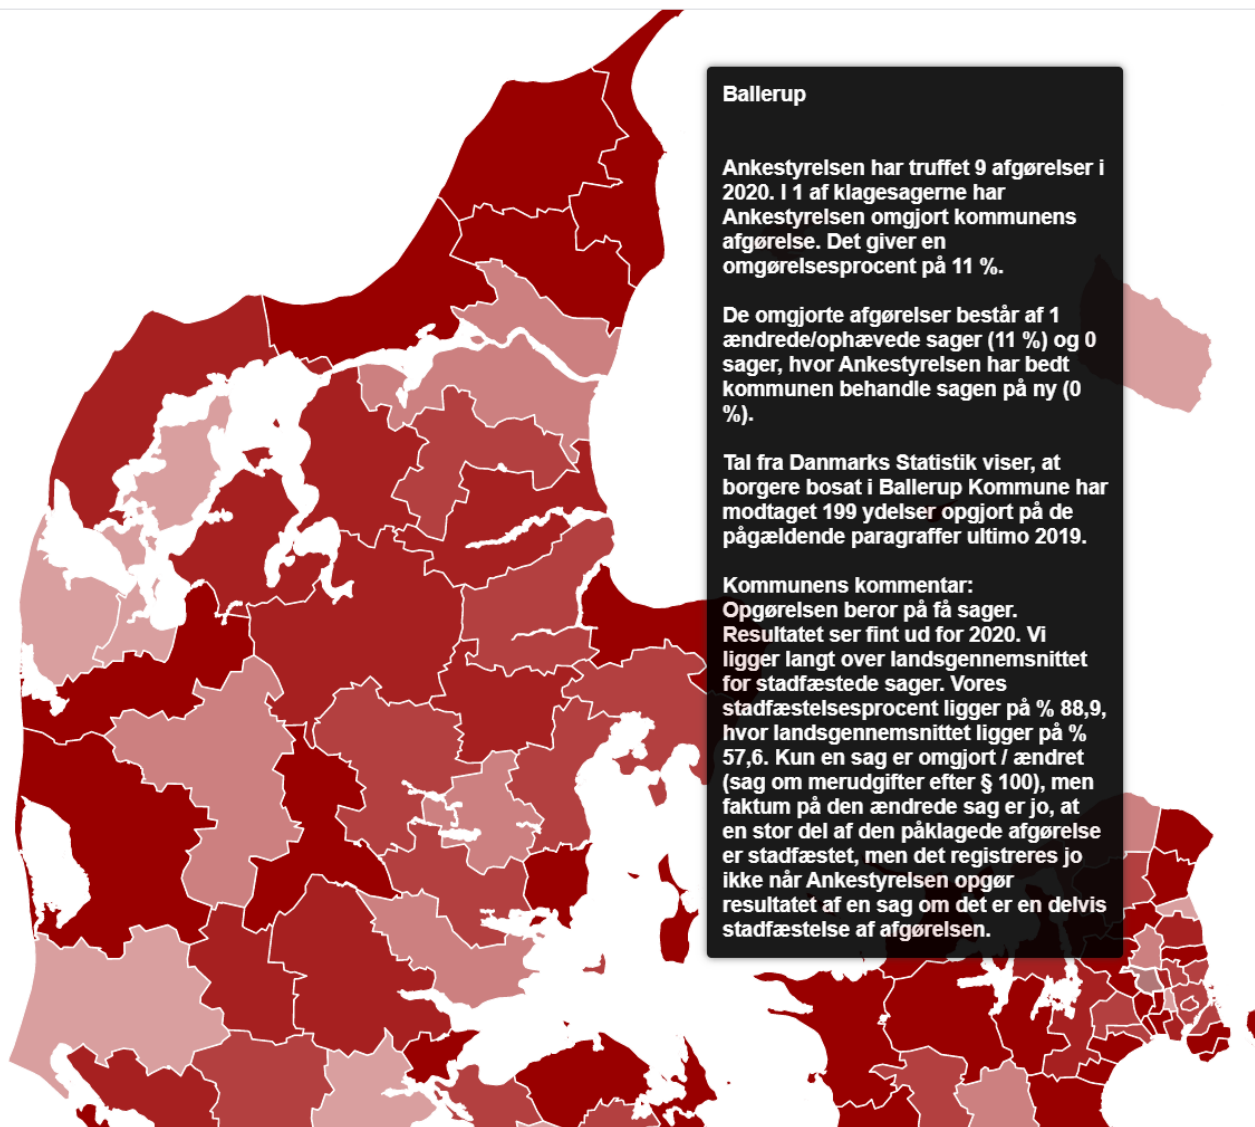 Ballerup
Ankestyrelsen har truffet 9 afgørelser i
2020. I 1 af klagesagerne har
Ankestyrelsen omgjort kommunens
afgørelse. Det giver en
omgørelsesprocent på 11 %.
De omgjorte afgørelser består af 1
ændrede/ophævede sager (11 %) og 0
sager, hvor Ankestyrelsen har bedt
kommunen behandle sagen på ny (0
%).
Tal fra Danmarks Statistik viser, at
borgere bosat i Ballerup Kommune har
modtaget 199 ydelser opgjort på de
pågældende paragraffer ultimo 2019.
Kommunens kommentar:
Opgørelsen beror på få sager.
Resultatet ser fint ud for 2020. Vi
ligger langt over landsgennemsnittet
for stadfæstede sager. Vores
stadfæstelsesprocent ligger på % 88,9,
hvor landsgennemsnittet ligger på %
57,6. Kun en sag er omgjort / ændret
(sag om merudgifter efter § 100), men
faktum på den ændrede sag er jo, at
en stor del af den påklagede afgørelse
er stadfæstet, men det registreres jo
ikke når Ankestyrelsen opgør
resultatet af en sag om det er en delvis
stadfæstelse af afgørelsen.